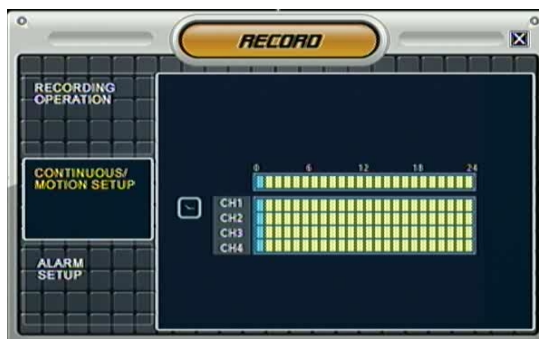 RECORD
RECORDING
OPERATION
CONTINUOUS/
MOTION SETUP
ALARM
SETUP
0 6 12 18 24
CH1
CH2
CH3
CH4